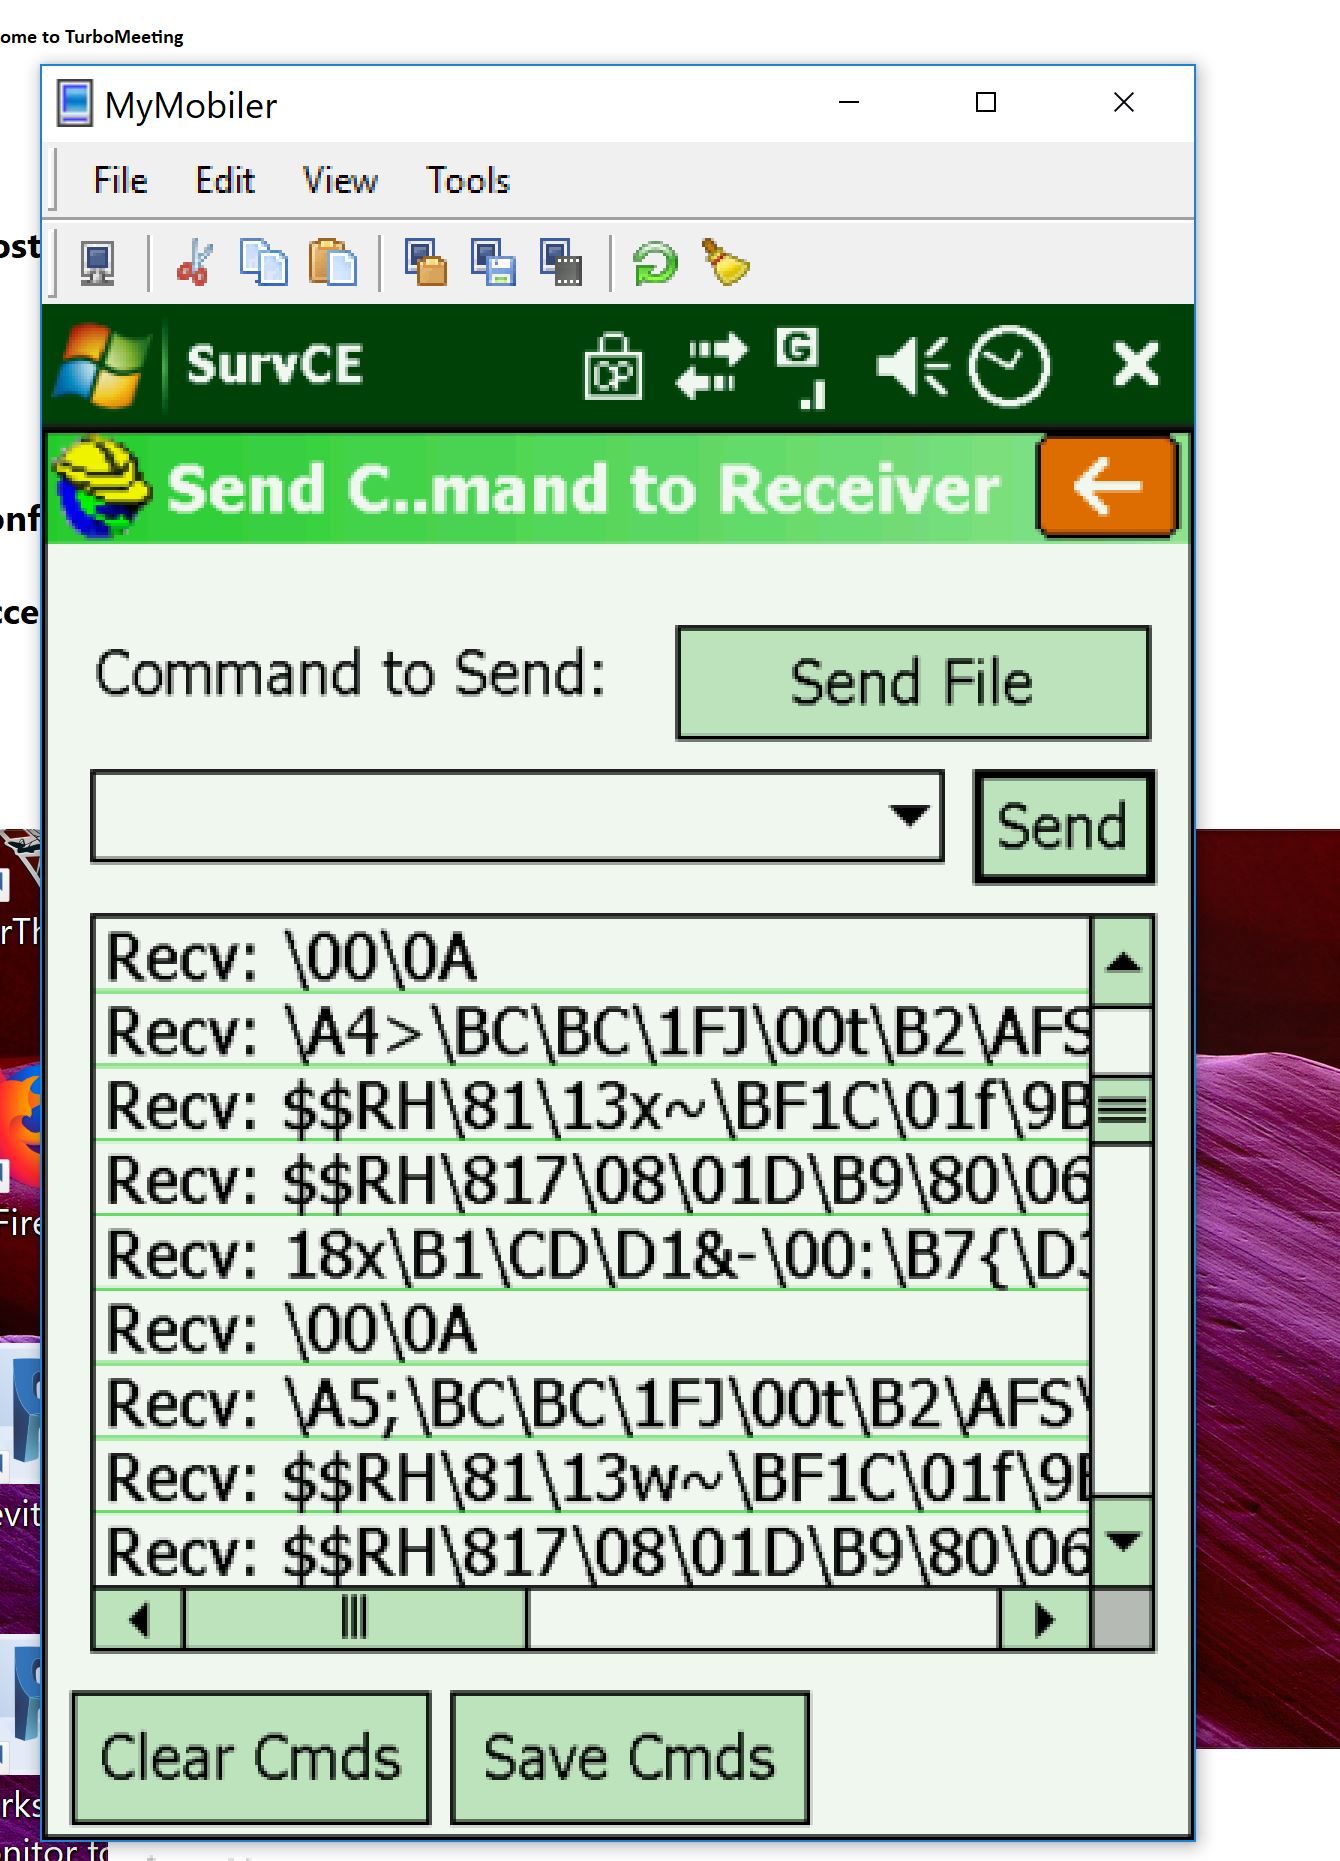 ome to TurboMeeting
MyMobiler
File Edit View Tools
ost
SurvCE
Send C..mand to Receiver
onf
cce
Command to Send:
Send File
Send
Recv: \00\0A
Recv: \A4>\BC\BC\1FJ\00t\B2\AFS
Recv: $$RH\81\13x~\BF1C\01f\9B
Recv: $$RH\817\08\01D\B9\80\06
Recv: 18x\B1\CD\D1&-\00:\B7{\D
Recv: \00\0A
Recv: \A5;\BC\BC\1FJ\00t\B2\AFS\
Recv: $$RH\81\13w~\BF1C\01f\9
Recv: $$RH\817\08\01D\B9\80\06
Clear Cmds
Save Cmds
rTh
Fire
evit
rks
nitor to